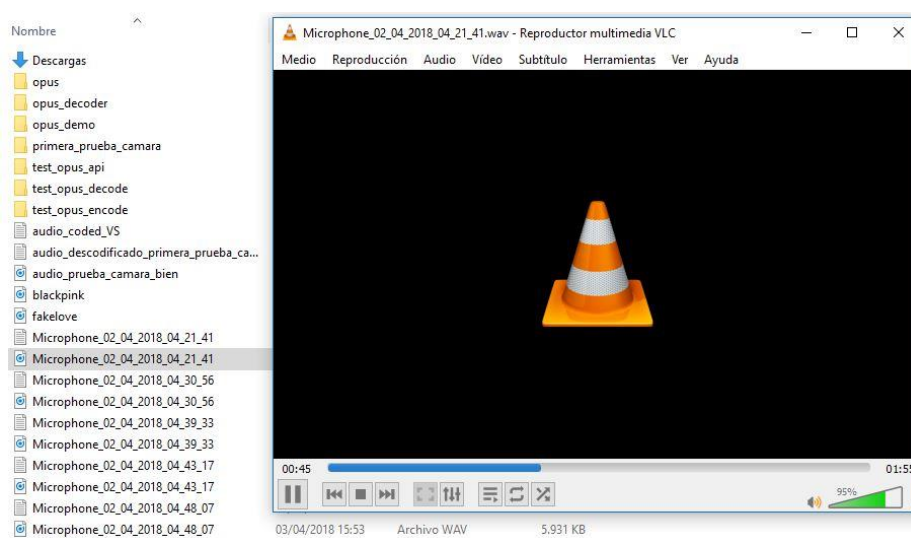 Nombre
Descargas
opus
opus_decoder
opus_demo
primera_prueba_camara
test_opus_api
test_opus_decode
test_opus_encode
audio_coded_VS
audio_descodificado_primera_prueba_ca...
audio_prueba_camara_bien
blackpink
fakelove
Microphone_02_04_2018_04_21_41
Microphone_02_04_2018_04_21_41
Microphone_02_04_2018_04_30_56
Microphone_02_04_2018_04_30_56
Microphone_02_04_2018_04_39_33
Microphone_02_04_2018_04_39_33
Microphone_02_04_2018_04_43_17
Microphone_02_04_2018_04_43_17
Microphone_02_04_2018_04_48_07
Microphone_02_04_2018_04_48_07 03/04/2018 15:53 Archivo WAV 5.931 KB
Microphone_02_04_2018_04_21_41.wav - Reproductor multimedia VLC
Medio Reproducción Audio Vídeo Subtítulo Herramientas Ver Ayuda
00:45 01:55
95%